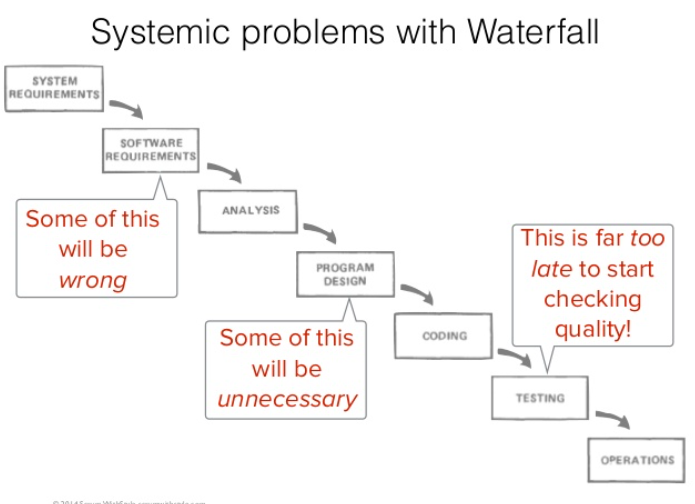 Systemic problems with Waterfall
SYSTEM
REQUIREMENTS
SOFTWARE
REQUIREMENTS
Some of this
will be
wrong
ANALYSIS
PROGRAM
DESIGN
This is far too
late to start
checking
quality!
Some of this
will be
unnecessary
CODING
TESTING
OPERATIONS